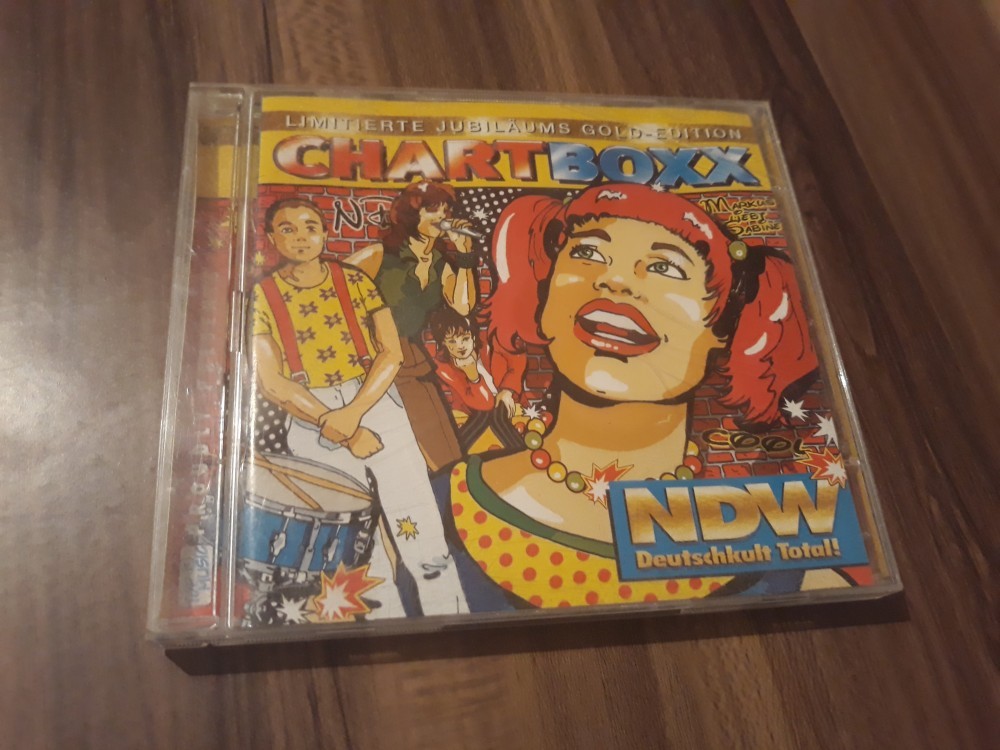 LIMITIERTE JUBILÄUMS GOLD-EDITION
CHARTBOXX
MARKUS
LIEBT
SABINE
COOL
NDW
Deutschkult Total!